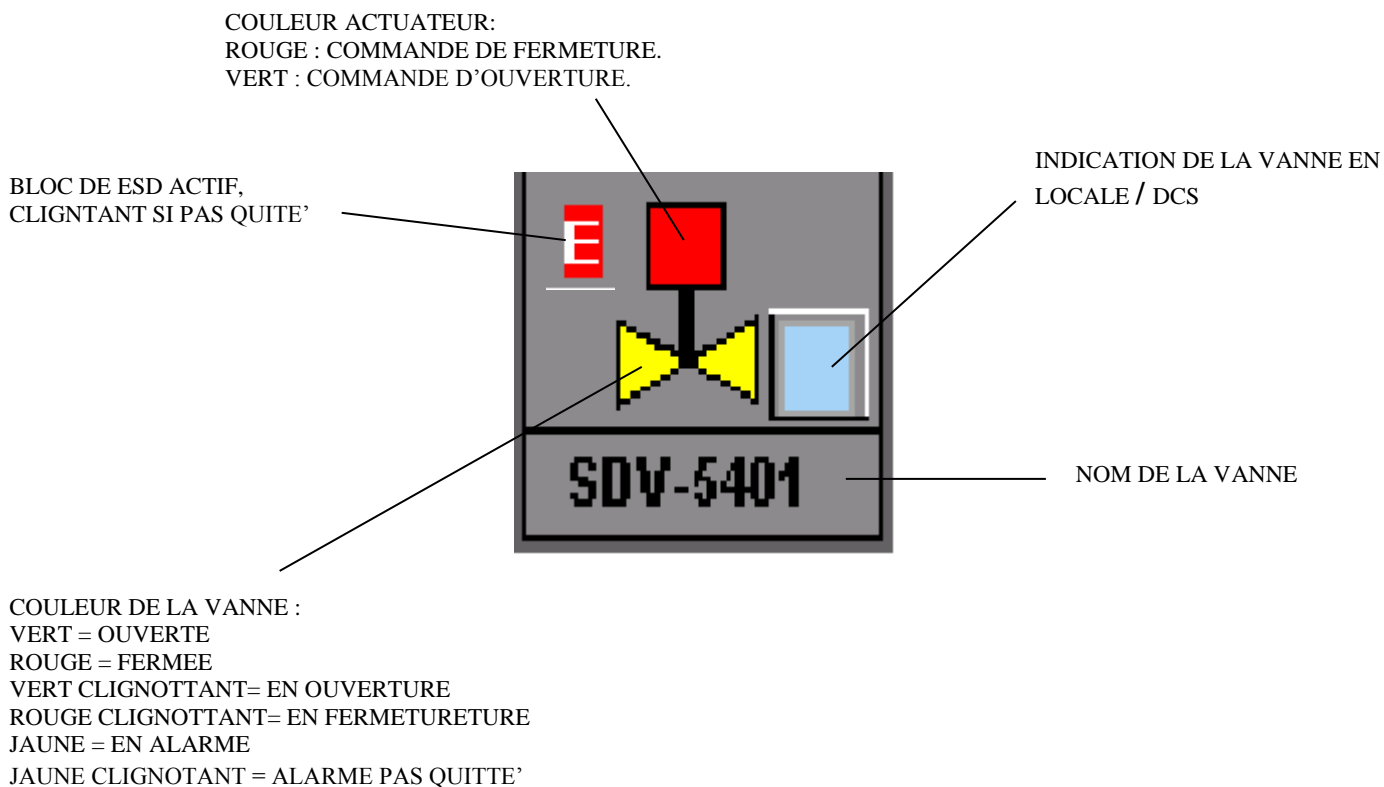 COULEUR ACTUATEUR:
ROUGE : COMMANDE DE FERMETURE.
VERT : COMMANDE D’OUVERTURE.
INDICATION DE LA VANNE EN
LOCALE / DCS
BLOC DE ESD ACTIF,
CLIGNTANT SI PAS QUITE’
E
SDV-5401
NOM DE LA VANNE
COULEUR DE LA VANNE :
VERT = OUVERTE
ROUGE = FERMEE
VERT CLIGNOTTANT= EN OUVERTURE
ROUGE CLIGNOTTANT= EN FERMETURETURE
JAUNE = EN ALARME
JAUNE CLIGNOTANT = ALARME PAS QUITTE’